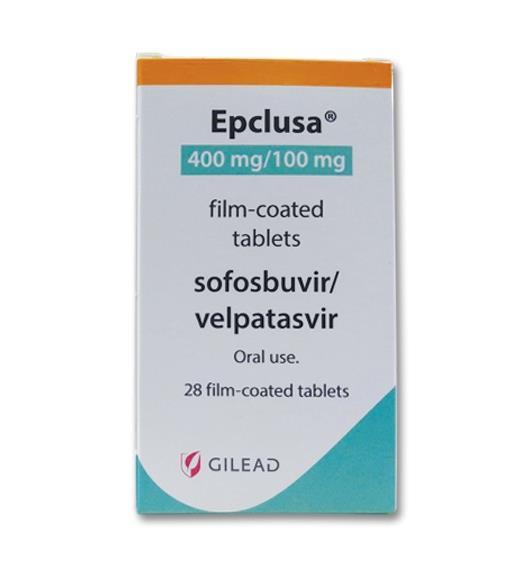 Epclusa®
400 mg/100 mg
film-coated
tablets
sofosbuvir/
velpatasvir
Oral use.
28 film-coated tablets
GILEAD